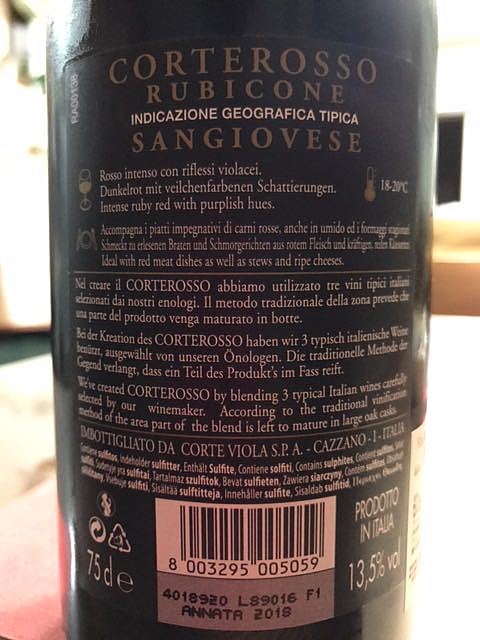 CORTEROSSO
RUBICONE
INDICAZIONE GEOGRAFICA TIPICA
SANGIOVESE
RA00138
Rosso intenso con riflessi violacei.
Dunkelrot mit veilchenfarbenen Schattierungen.
Intense ruby red with purplish hues.
18-20°C
Accompagna i piatti impegnativi di carni rosse, anche in umido ed i formaggi stagionati
Schmeckt zu erlesenen Braten und Schmorgerichten aus rotem Fleisch und kräftigen, reifen
Ideal with red meat dishes as well as stews and ripe cheeses.
Nel creare il CORTEROSSO abbiamo utilizzato tre vini tipici italiani
selezionati dai nostri enologi. Il metodo tradizionale della zona prevede che
una parte del prodotto venga maturato in botte.
Bei der Kreation des CORTEROSSO haben wir 3 typisch italienische Weine
benützt, ausgewählt von unseren Önologen. Die traditionelle Methode der
Gegend verlangt, dass ein Teil des Produkt's im Fass reift.
We've created CORTEROSSO by blending 3 typical Italian wines carefully
selected by our winemaker. According to the traditional vinification
method of the area part of the blend is left to mature in large oak casks.
IMBOTTIGLIATO DA CORTE VIOLA S.P.A. - CAZZANO - I - ITALIA
Contiene sulfinos, Indeholder sulfitter, Enthält Sulfite, Contiene solfiti, Contains sulphites, Contient sulfites,
Sutmyje yra sulfitai, Tartalmaz szulfitok, Bevat sulfieten, Zawiera siarczyny, Contém sulfitos,
Vsebuje sulfiti, Sisältää sulfiitteja, Innehåller sulfite, Sisaldab sulfitid,
PRODOTTO
IN ITALIA
75 cl e
8 003295 005059
13,5% vol
4018920 L89016 F1
ANNATA 2018